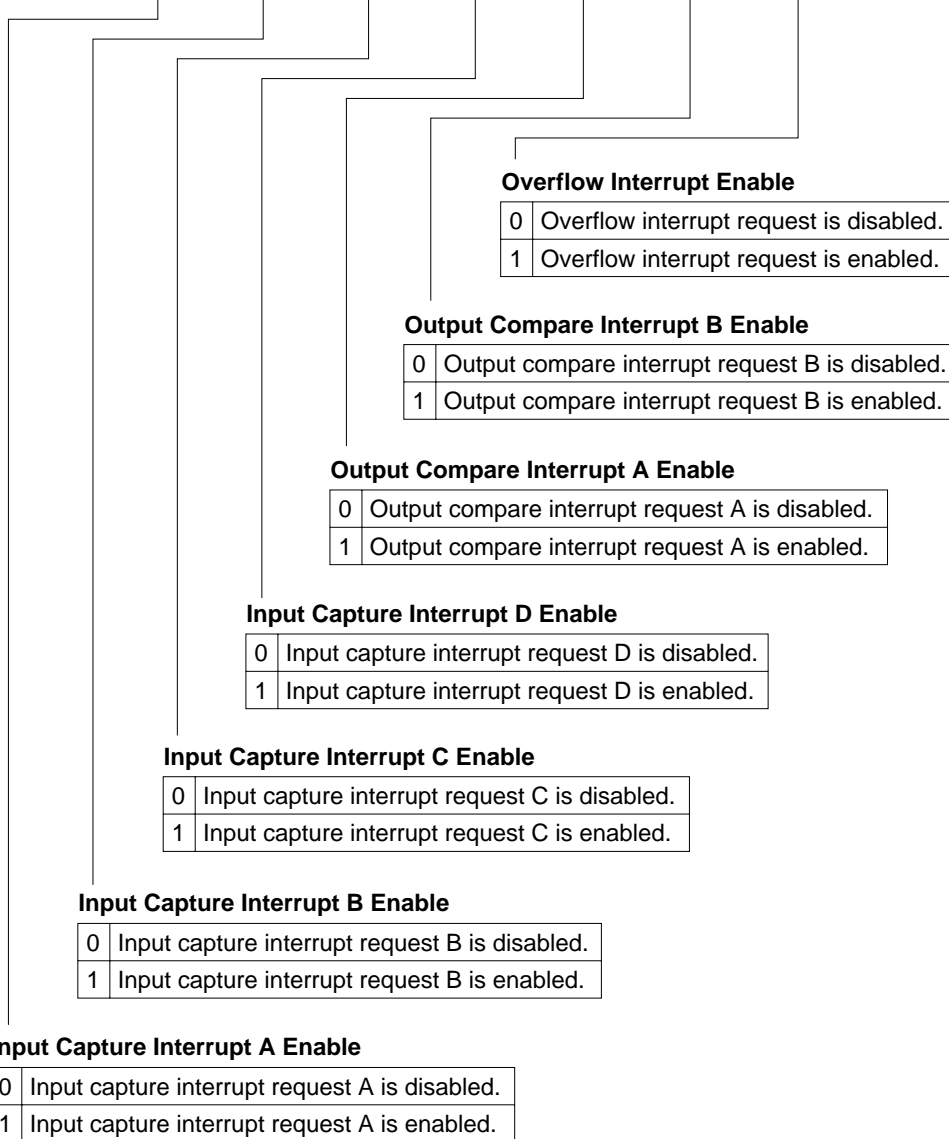 Overflow Interrupt Enable
0 Overflow interrupt request is disabled.
1 Overflow interrupt request is enabled.
Output Compare Interrupt B Enable
0 Output compare interrupt request B is disabled.
1 Output compare interrupt request B is enabled.
Output Compare Interrupt A Enable
0 Output compare interrupt request A is disabled.
1 Output compare interrupt request A is enabled.
Input Capture Interrupt D Enable
0 Input capture interrupt request D is disabled.
1 Input capture interrupt request D is enabled.
Input Capture Interrupt C Enable
0 Input capture interrupt request C is disabled.
1 Input capture interrupt request C is enabled.
Input Capture Interrupt B Enable
0 Input capture interrupt request B is disabled.
1 Input capture interrupt request B is enabled.
nput Capture Interrupt A Enable
0 Input capture interrupt request A is disabled.
1 Input capture interrupt request A is enabled.